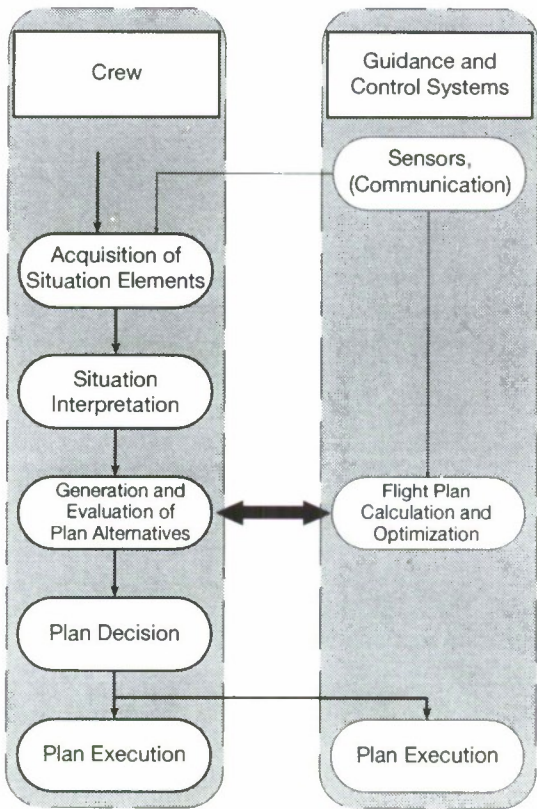 Crew
Acquisition of
Situation Elements
Situation
Interpretation
Generation and
Evaluation of
Plan Alternatives
Plan Decision
Plan Execution
Guidance and
Control Systems
Sensors,
(Communication)
Flight Plan
Calculation and
Optimization
Plan Execution